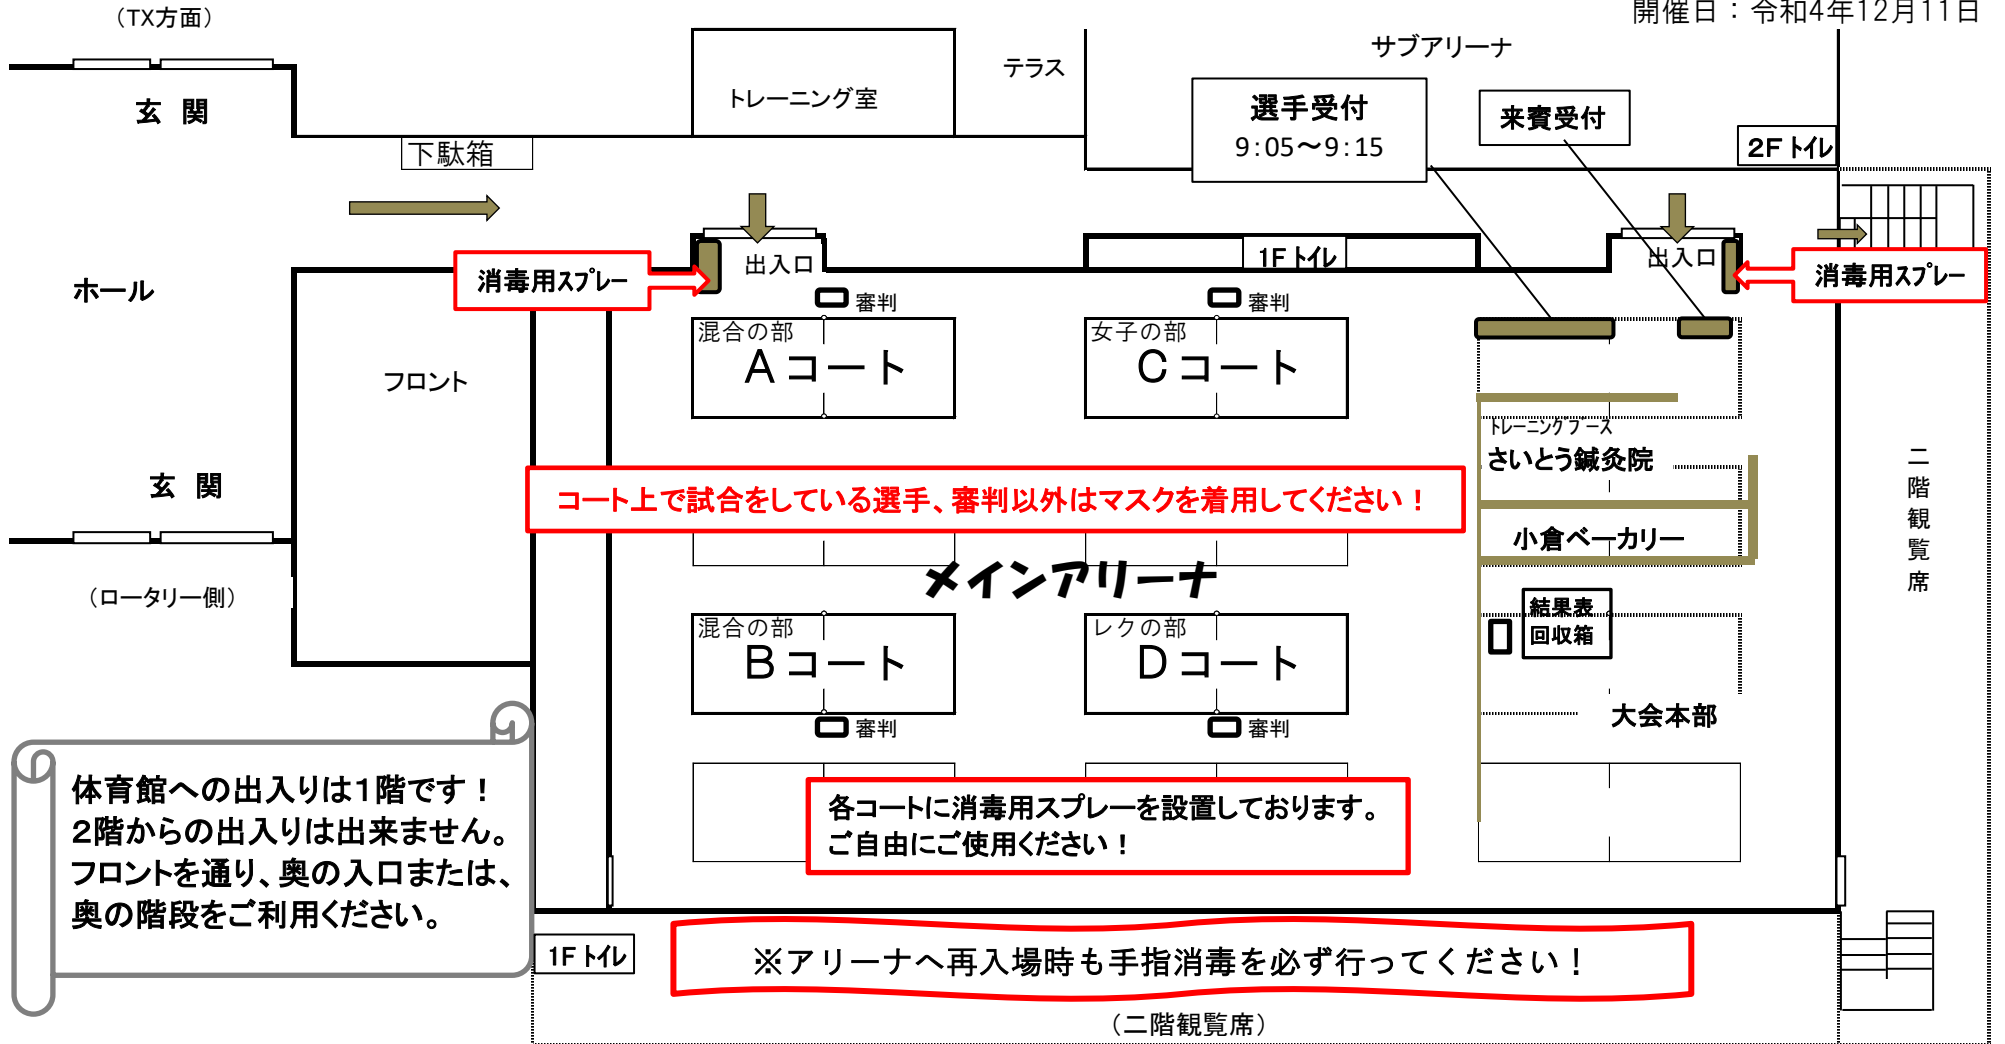 (TX方面)
開催日：令和4年12月11日
サブアリーナ
テラス
トレーニング室
玄 関
選手受付
9:05～9:15
来賓受付
2Fトイレ
下駄箱
出入口
1Fトイレ
出入口
消毒用スプレー
消毒用スプレー
ホール
審判
審判
混合の部
Aコート
女子の部
Cコート
フロント
トレーニングブース
さいとう鍼灸院
玄 関
コート上で試合をしている選手、審判以外はマスクを着用してください！
小倉ベーカリー
二階観覧席
メインアリーナ
(ロータリー側)
結果表
回収箱
混合の部
Bコート
レクの部
Dコート
大会本部
審判
審判
体育館への出入りは1階です！
2階からの出入りは出来ません。
フロントを通り、奥の入口または、
奥の階段をご利用ください。
各コートに消毒用スプレーを設置しております。
ご自由にご使用ください！
1Fトイレ
※アリーナへ再入場時も手指消毒を必ず行ってください！
(二階観覧席)